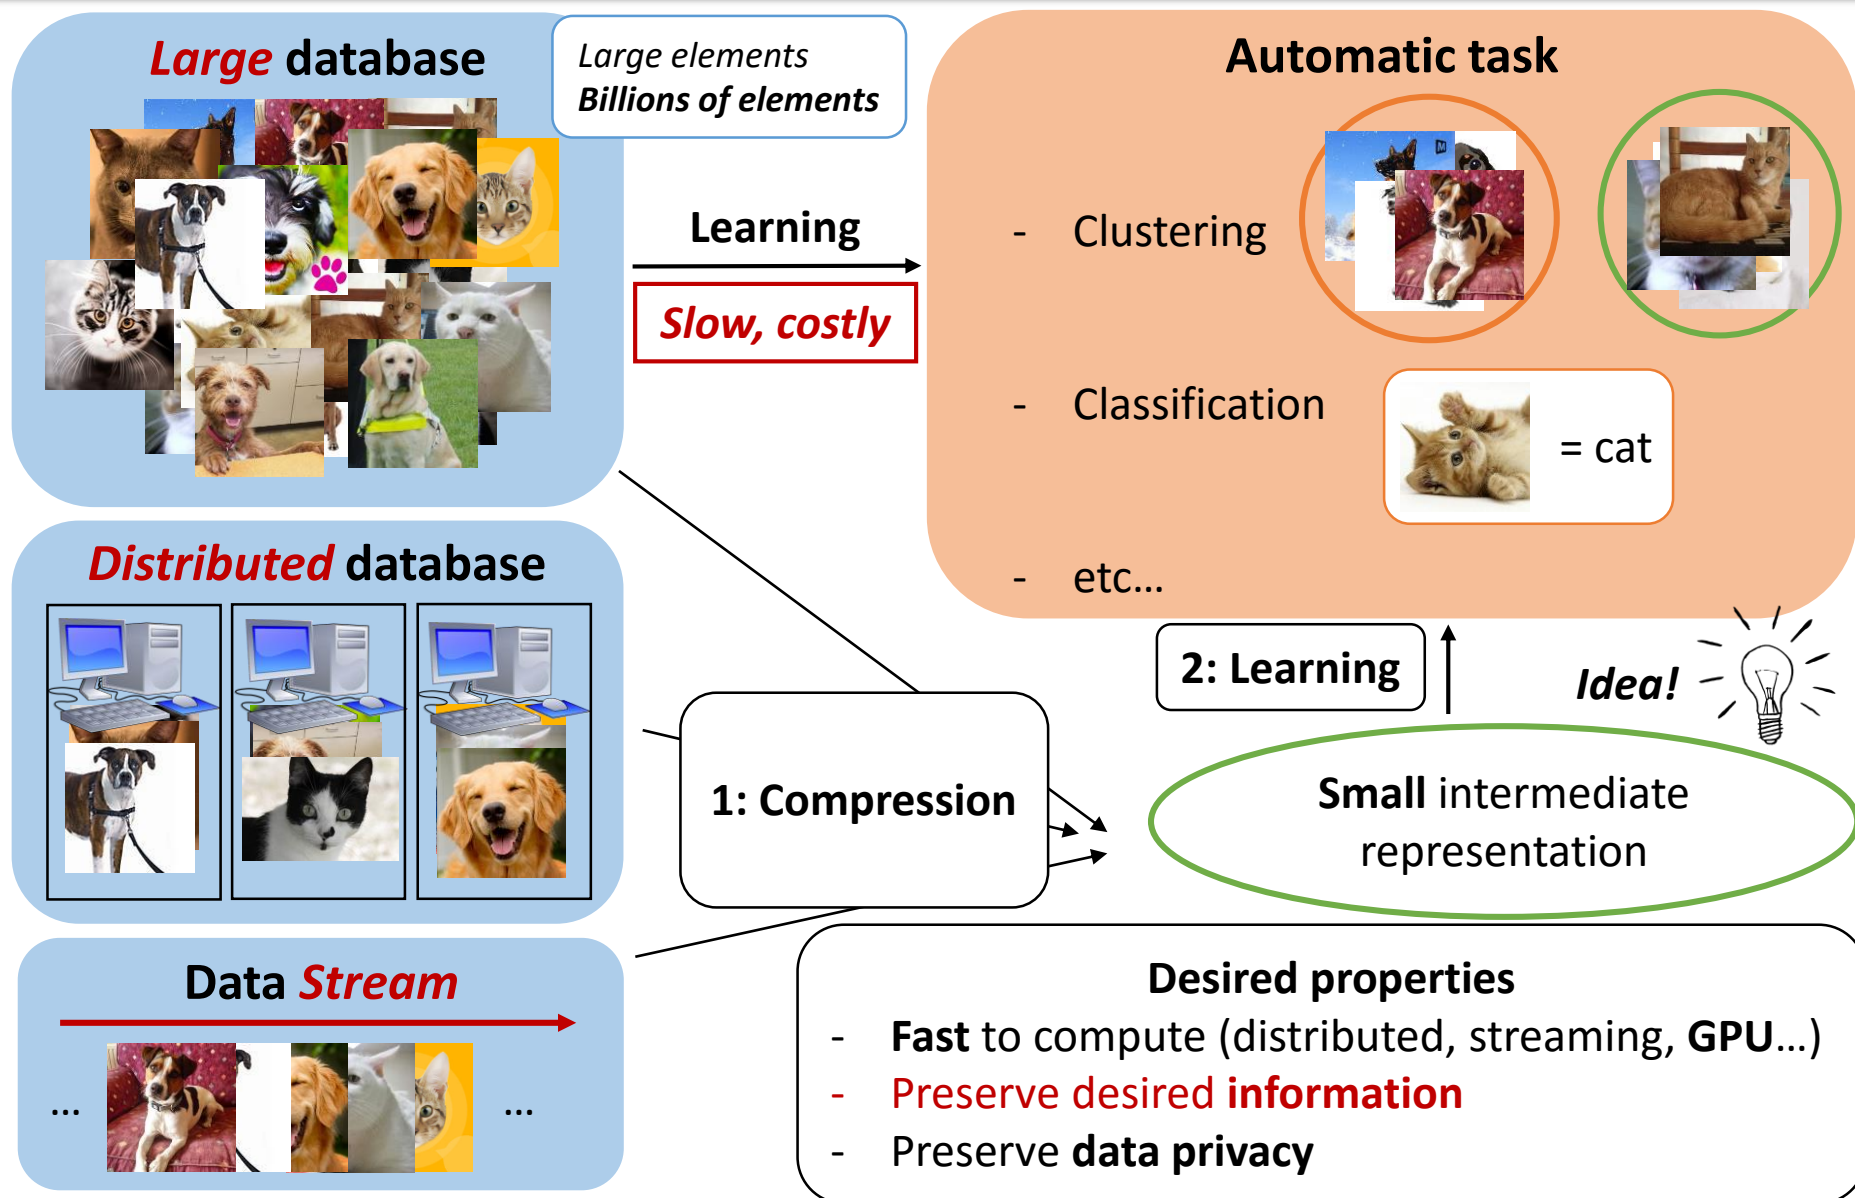 Large database
Large elements
Billions of elements
Learning
Slow, costly
Automatic task
- Clustering
- Classification
= cat
- etc...
Distributed database
Data Stream
...
...
1: Compression
2: Learning
Idea!
Small intermediate
representation
Desired properties
- Fast to compute (distributed, streaming, GPU...)
- Preserve desired information
- Preserve data privacy